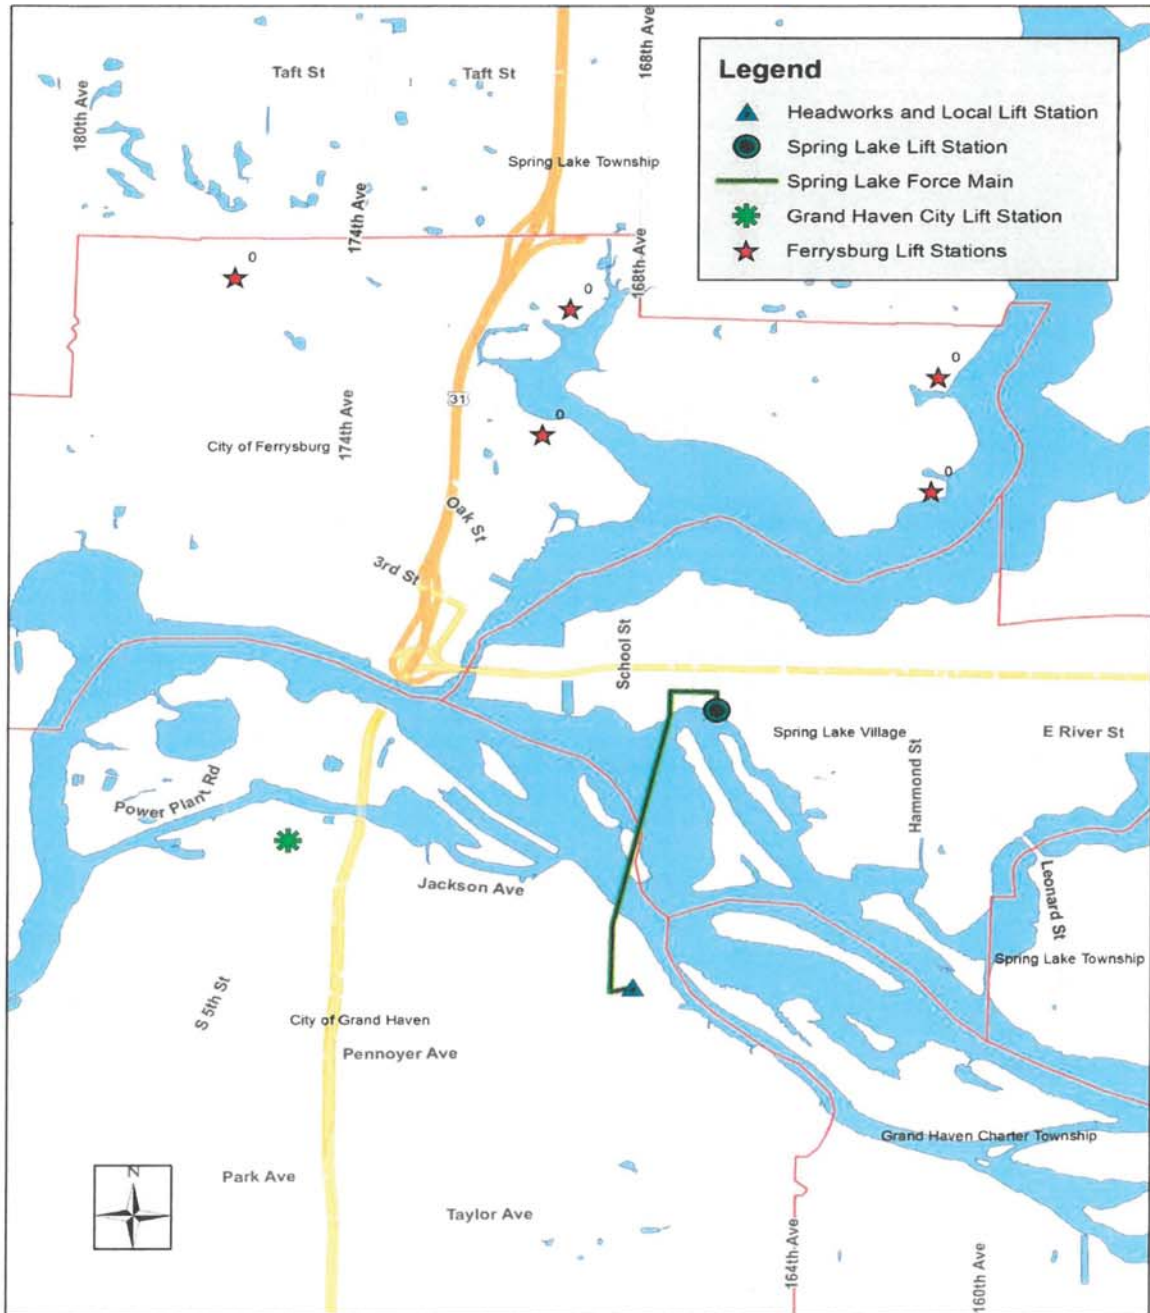 Legend
Headworks and Local Lift Station
Spring Lake Lift Station
Spring Lake Force Main
Grand Haven City Lift Station
Ferrysburg Lift Stations
Taft St
Taft St
168th Ave
180th Ave
Spring Lake Township
174th Ave
168th Ave
0
0
0
31
174th Ave
0
City of Ferrysburg
0
Oak St
3rd St
School St
Spring Lake Village
E River St
Hammond St
Power Plant Rd
Jackson Ave
Leonard St
Spring Lake Township
S 5th St
City of Grand Haven
Pennoyer Ave
Grand Haven Charter Township
N
Park Ave
Taylor Ave
164th Ave
160th Ave